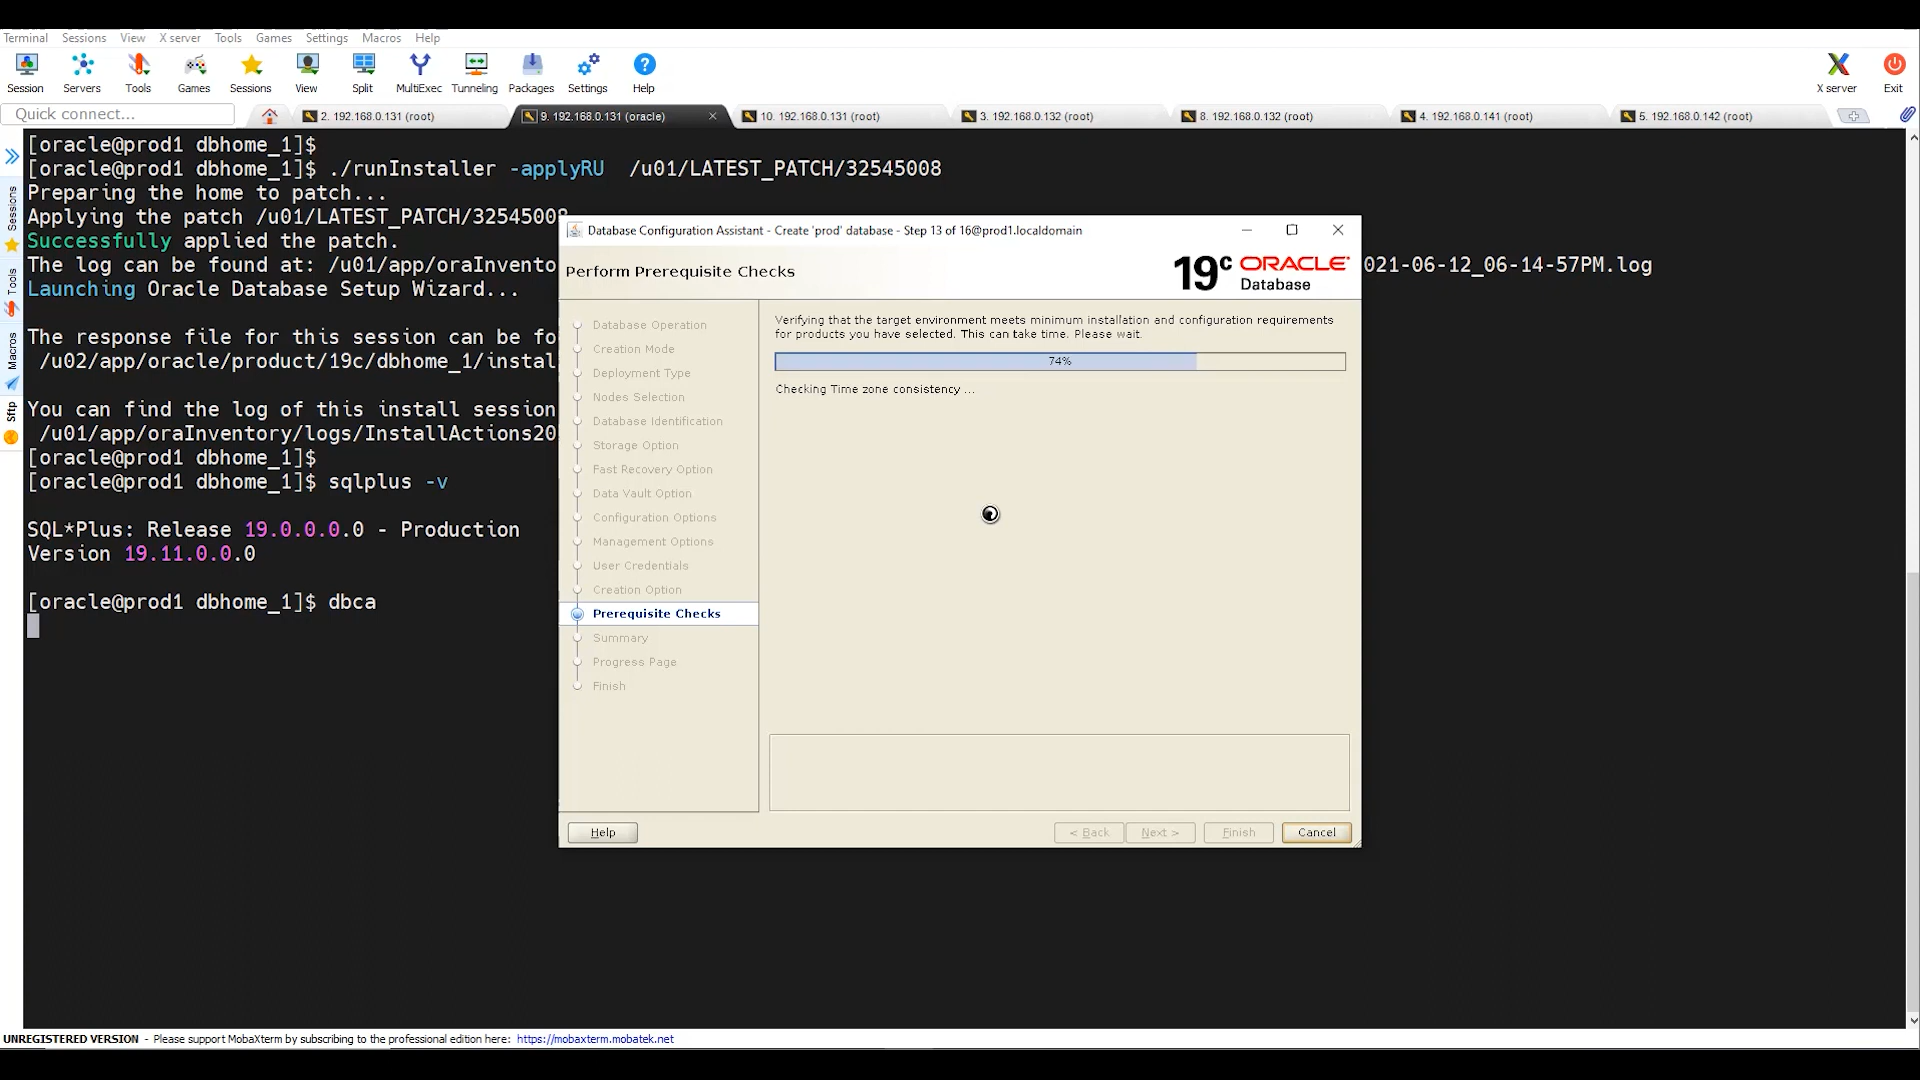 Terminal Sessions View X server Tools Games Settings Macros Help
Session Servers Tools Games Sessions View Split MultiExec Tunneling Packages Settings Help X server Exit
Quick connect... 2. 192.168.0.131 (root) 9. 192.168.0.131 (oracle) 10. 192.168.0.131 (root) 3. 192.168.0.132 (root) 8. 192.168.0.132 (root) 4. 192.168.0.141 (root) 5. 192.168.0.142 (root)
Sessions
Tools
Macros
Sftp
[oracle@prod1 dbhome_1]$
[oracle@prod1 dbhome_1]$ ./runInstaller -applyRU /u01/LATEST_PATCH/32545008
Preparing the home to patch...
Applying the patch /u01/LATEST_PATCH/32545008
Successfully applied the patch.
The log can be found at: /u01/app/oraInvento 021-06-12_06-14-57PM.log
Launching Oracle Database Setup Wizard...
The response file for this session can be fo
/u02/app/oracle/product/19c/dbhome_1/instal
You can find the log of this install session
/u01/app/oraInventory/logs/InstallActions20
[oracle@prod1 dbhome_1]$
[oracle@prod1 dbhome_1]$ sqlplus -v
SQL*Plus: Release 19.0.0.0.0 - Production
Version 19.11.0.0.0
[oracle@prod1 dbhome_1]$ dbca
Database Configuration Assistant - Create 'prod' database - Step 13 of 16@prod1.localdomain
Perform Prerequisite Checks
19c ORACLE Database
Database Operation
Creation Mode
Deployment Type
Nodes Selection
Database Identification
Storage Option
Fast Recovery Option
Data Vault Option
Configuration Options
Management Options
User Credentials
Creation Option
Prerequisite Checks
Summary
Progress Page
Finish
Verifying that the target environment meets minimum installation and configuration requirements
for products you have selected. This can take time. Please wait.
74%
Checking Time zone consistency ...
Help < Back Next > Finish Cancel
UNREGISTERED VERSION - Please support MobaXterm by subscribing to the professional edition here: https://mobaxterm.mobatek.net